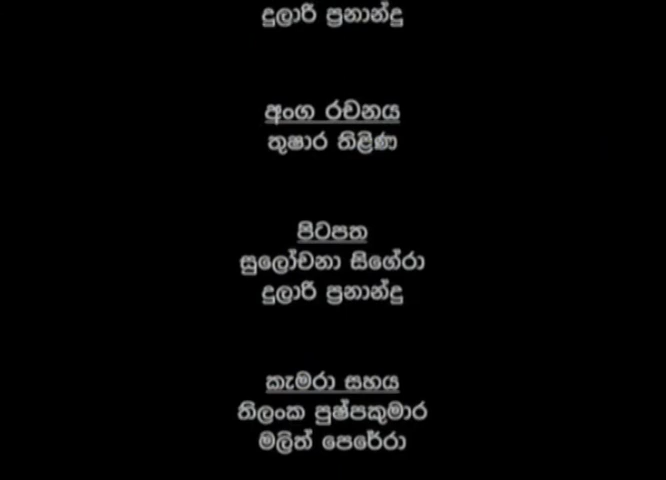 දුලාරි ප්‍රනාන්දු
අංග රචනය
තුෂාර තිළිණ
පිටපත
සුලෝචනා සිගේරා
දුලාරි ප්‍රනාන්දු
කැමරා සහය
තිලංක පුෂ්පකුමාර
මලිත් පෙරේරා